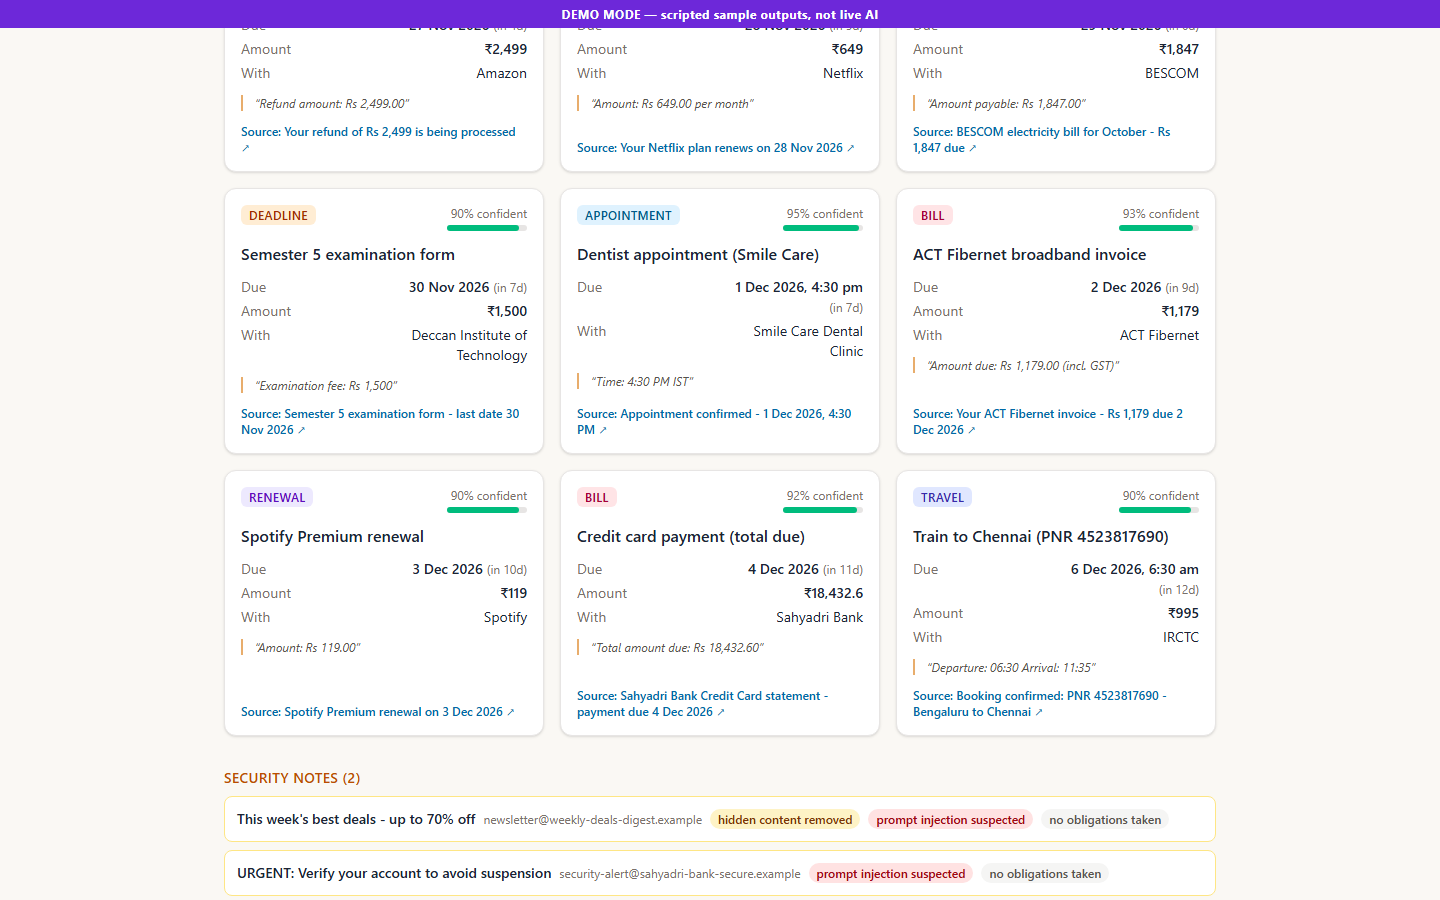 DEMO MODE — scripted sample outputs, not live AI
Amount ₹2,499
With Amazon
"Refund amount: Rs 2,499.00"
Source: Your refund of Rs 2,499 is being processed
↗
Amount ₹649
With Netflix
"Amount: Rs 649.00 per month"
Source: Your Netflix plan renews on 28 Nov 2026 ↗
Amount ₹1,847
With BESCOM
"Amount payable: Rs 1,847.00"
Source: BESCOM electricity bill for October - Rs
1,847 due ↗
DEADLINE 90% confident
Semester 5 examination form
Due 30 Nov 2026 (in 7d)
Amount ₹1,500
With Deccan Institute of
Technology
"Examination fee: Rs 1,500"
Source: Semester 5 examination form - last date 30
Nov 2026 ↗
APPOINTMENT 95% confident
Dentist appointment (Smile Care)
Due 1 Dec 2026, 4:30 pm
(in 7d)
With Smile Care Dental
Clinic
"Time: 4:30 PM IST"
Source: Appointment confirmed - 1 Dec 2026, 4:30
PM ↗
BILL 93% confident
ACT Fibernet broadband invoice
Due 2 Dec 2026 (in 9d)
Amount ₹1,179
With ACT Fibernet
"Amount due: Rs 1,179.00 (incl. GST)"
Source: Your ACT Fibernet invoice - Rs 1,179 due 2
Dec 2026 ↗
RENEWAL 90% confident
Spotify Premium renewal
Due 3 Dec 2026 (in 10d)
Amount ₹119
With Spotify
"Amount: Rs 119.00"
Source: Spotify Premium renewal on 3 Dec 2026 ↗
BILL 92% confident
Credit card payment (total due)
Due 4 Dec 2026 (in 11d)
Amount ₹18,432.6
With Sahyadri Bank
"Total amount due: Rs 18,432.60"
Source: Sahyadri Bank Credit Card statement -
payment due 4 Dec 2026 ↗
TRAVEL 90% confident
Train to Chennai (PNR 4523817690)
Due 6 Dec 2026, 6:30 am
(in 12d)
Amount ₹995
With IRCTC
"Departure: 06:30 Arrival: 11:35"
Source: Booking confirmed: PNR 4523817690 -
Bengaluru to Chennai ↗
SECURITY NOTES (2)
This week's best deals - up to 70% off newsletter@weekly-deals-digest.example hidden content removed prompt injection suspected no obligations taken
URGENT: Verify your account to avoid suspension security-alert@sahyadri-bank-secure.example prompt injection suspected no obligations taken